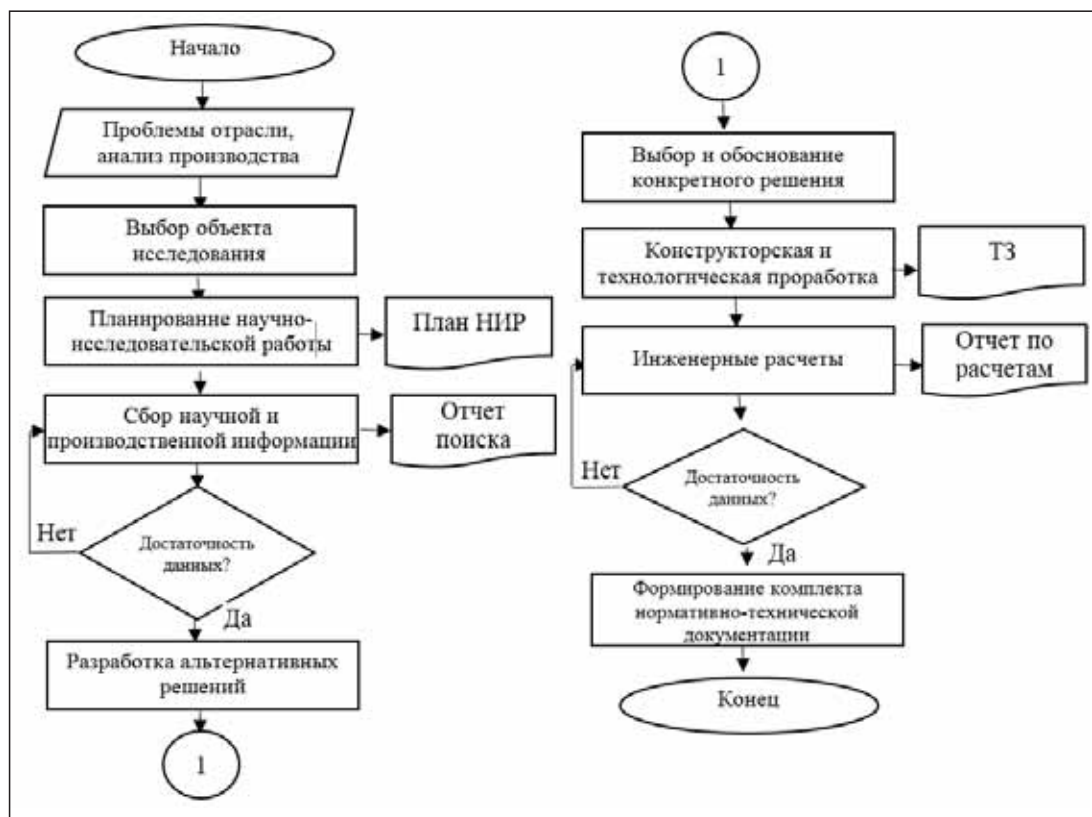 Начало
Проблемы отрасли,
анализ производства
Выбор объекта
исследования
Планирование научно-
исследовательской работы
План НИР
Сбор научной и
производственной информации
Отчет
поиска
Нет
Достаточность
данных?
Да
Разработка альтернативных
решений
1
1
Выбор и обоснование
конкретного решения
Конструкторская и
технологическая проработка
ТЗ
Инженерные расчеты
Отчет по
расчетам
Нет
Достаточность
данных?
Да
Формирование комплекта
нормативно-технической
документации
Конец